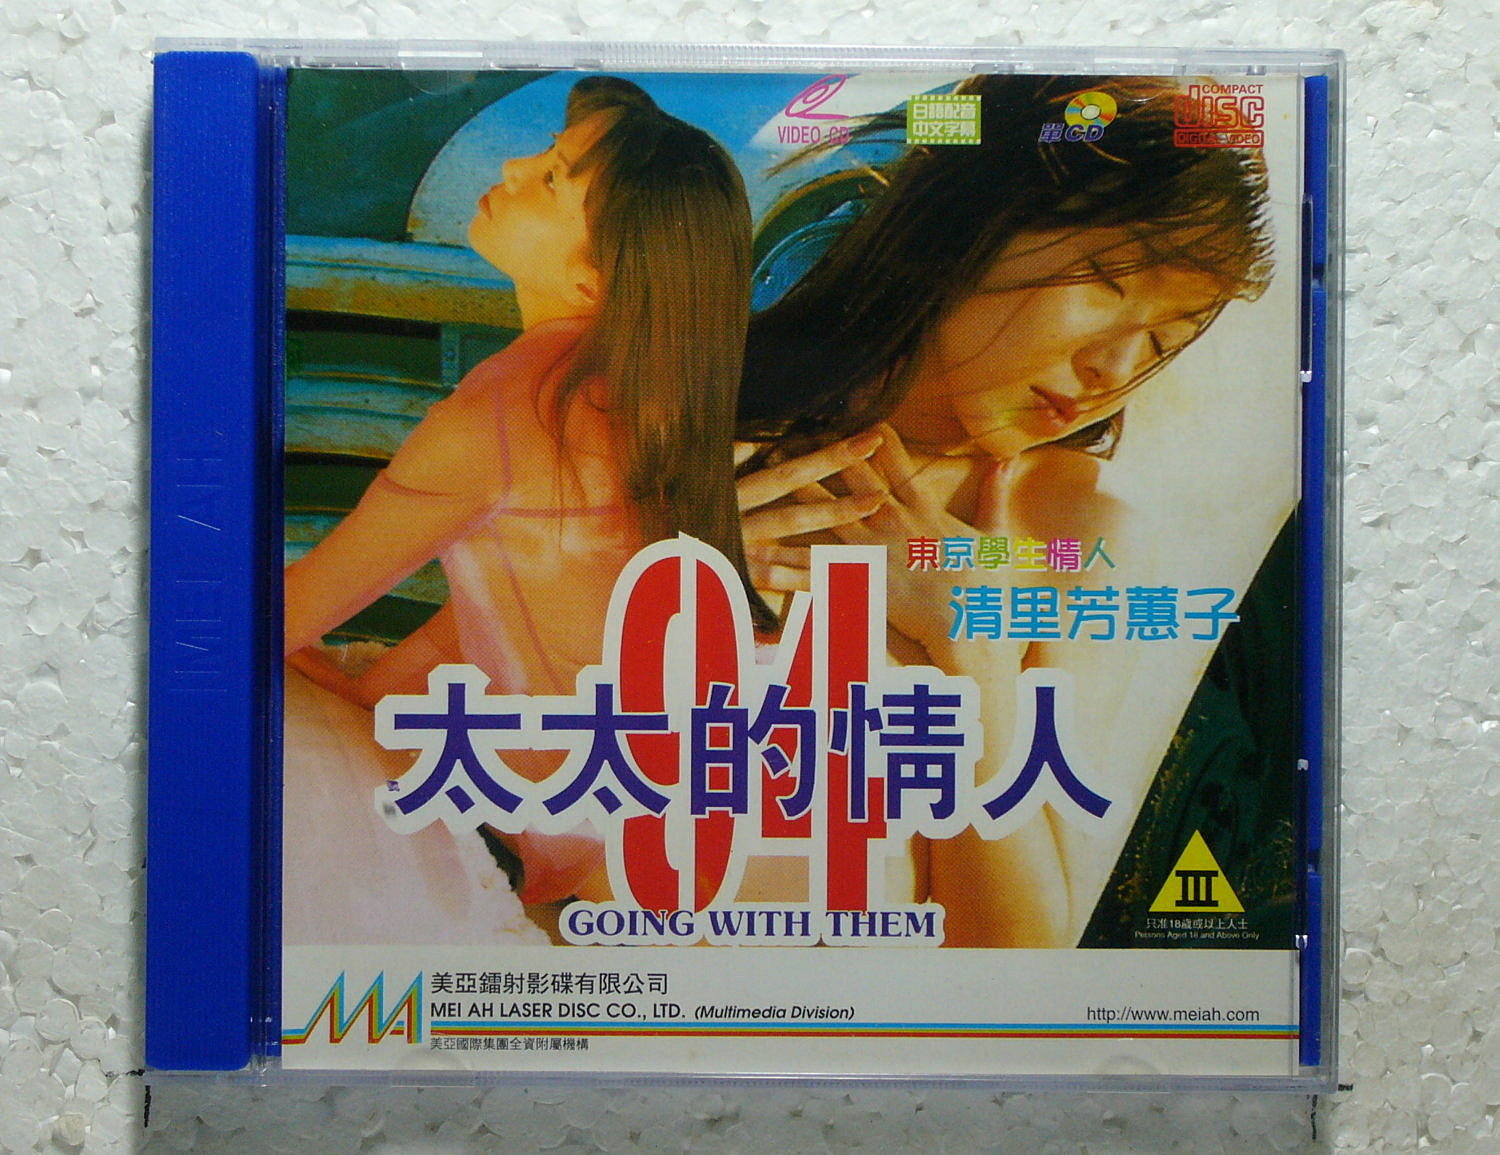 VIDEO CD
日語配音
中文字幕
單CD
COMPACT
disc
DIGITAL VIDEO
MEI AH
東京學生情人
清里芳蕙子
94
太太的情人
GOING WITH THEM
III
只准18歲或以上人士
Persons Aged 18 and Above Only
MA
美亞鐳射影碟有限公司
MEI AH LASER DISC CO., LTD. (Multimedia Division)
http://www.meiah.com
美亞國際集團全資附屬機構